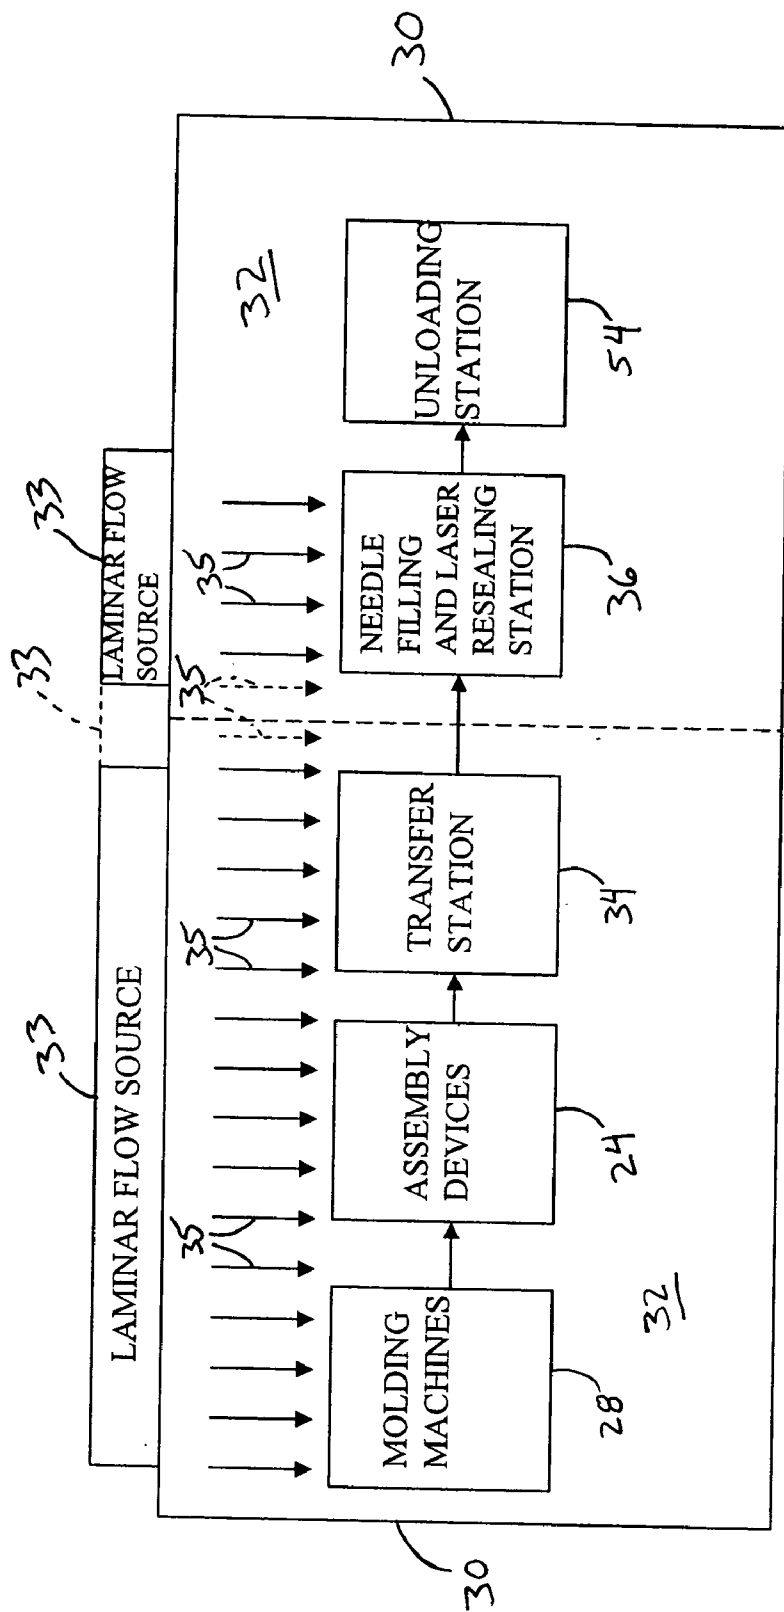 33
33
33
LAMINAR FLOW SOURCE
LAMINAR FLOW
SOURCE
30
30
35
35
35
35
32
32
MOLDING
MACHINES
28
ASSEMBLY
DEVICES
24
TRANSFER
STATION
34
NEEDLE
FILLING
AND LASER
RESEALING
STATION
36
UNLOADING
STATION
54